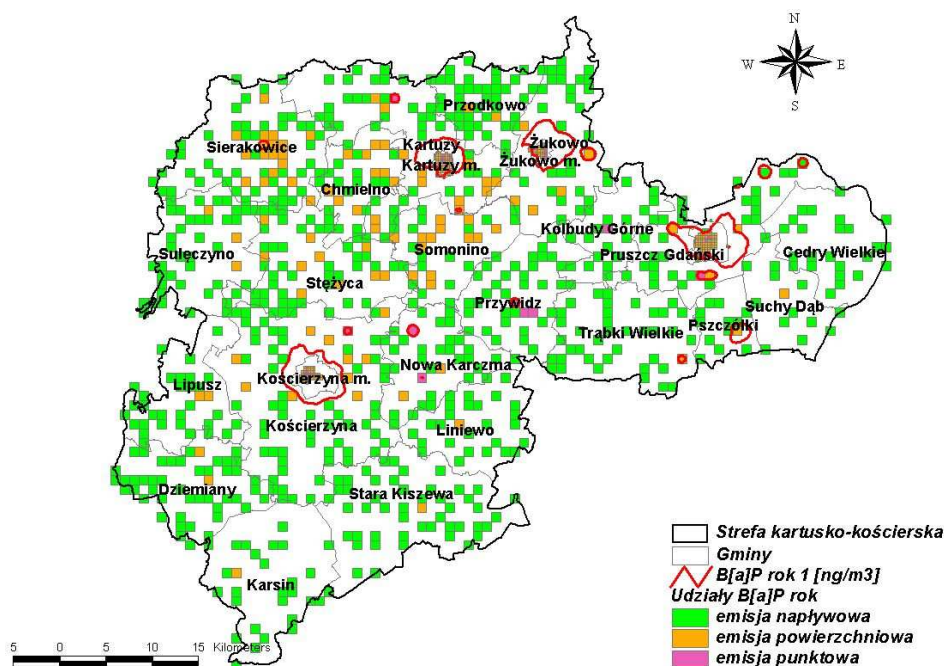 N
W E
S
Przodkowo
Sierakowice
Kartuzy
Kartuzy m.
Żukowo
Żukowo m.
Chmielno
Kolbudy Górne
Sulęczyno
Somonino
Pruszcz Gdański
Cedry Wielkie
Stężyca
Przywidz
Suchy Dąb
Trąbki Wielkie
Pszczółki
Nowa Karczma
Lipusz
Kościerzyna m.
Kościerzyna
Liniewo
Dziemiany
Stara Kiszewa
Karsin
Strefa kartusko-kościerska
Gminy
B[a]P rok 1 [ng/m3]
Udziały B[a]P rok
emisja napływowa
emisja powierzchniowa
emisja punktowa
5 0 5 10 15 Kilometers